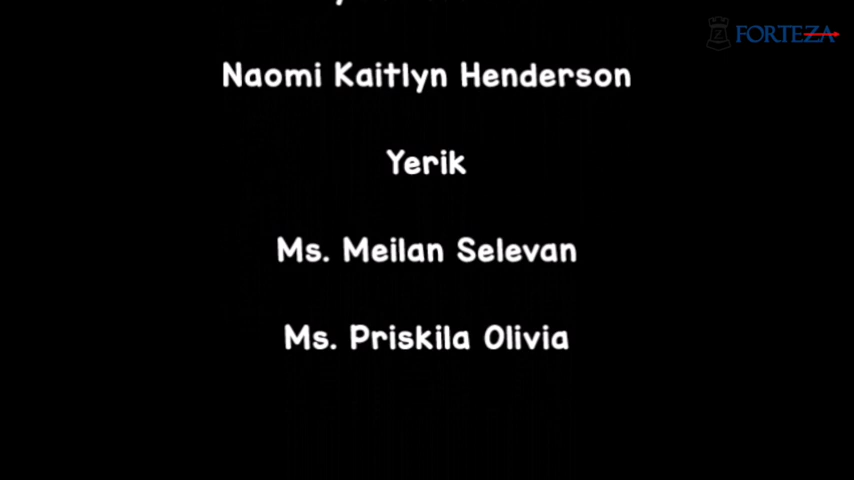 FORTEZA
Naomi Kaitlyn Henderson
Yerik
Ms. Meilan Selevan
Ms. Priskila Olivia